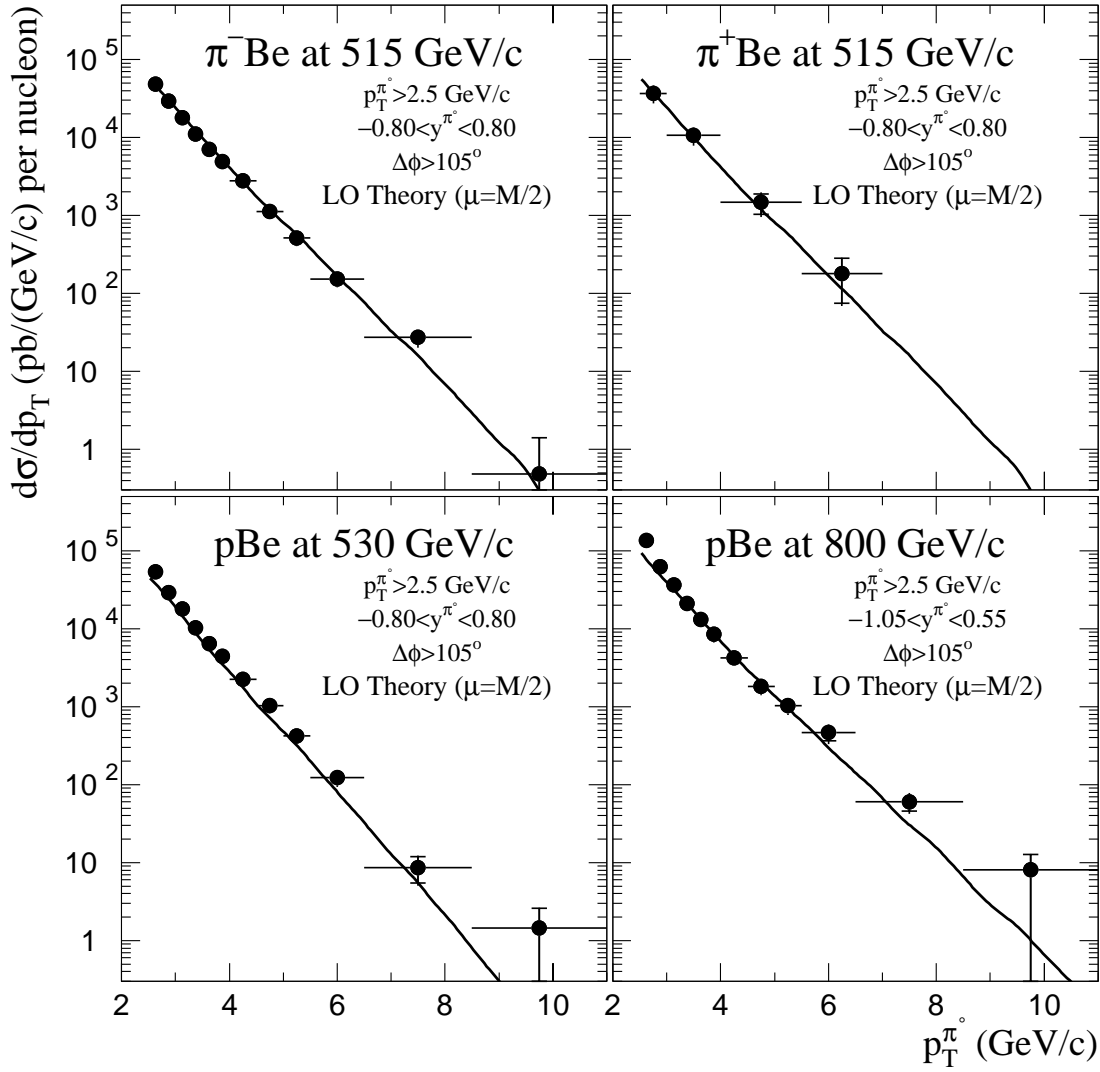 dσ/dp_T (pb/(GeV/c) per nucleon)
π⁻Be at 515 GeV/c
p_T^π° >2.5 GeV/c
−0.80<y^π° <0.80
Δφ>105°
LO Theory (μ=M/2)
10⁵
10⁴
10³
10²
10
1
π⁺Be at 515 GeV/c
p_T^π° >2.5 GeV/c
−0.80<y^π° <0.80
Δφ>105°
LO Theory (μ=M/2)
pBe at 530 GeV/c
p_T^π° >2.5 GeV/c
−0.80<y^π° <0.80
Δφ>105°
LO Theory (μ=M/2)
10⁵
10⁴
10³
10²
10
1
2 4 6 8 10
pBe at 800 GeV/c
p_T^π° >2.5 GeV/c
−1.05<y^π° <0.55
Δφ>105°
LO Theory (μ=M/2)
2 4 6 8 10
p_T^π° (GeV/c)